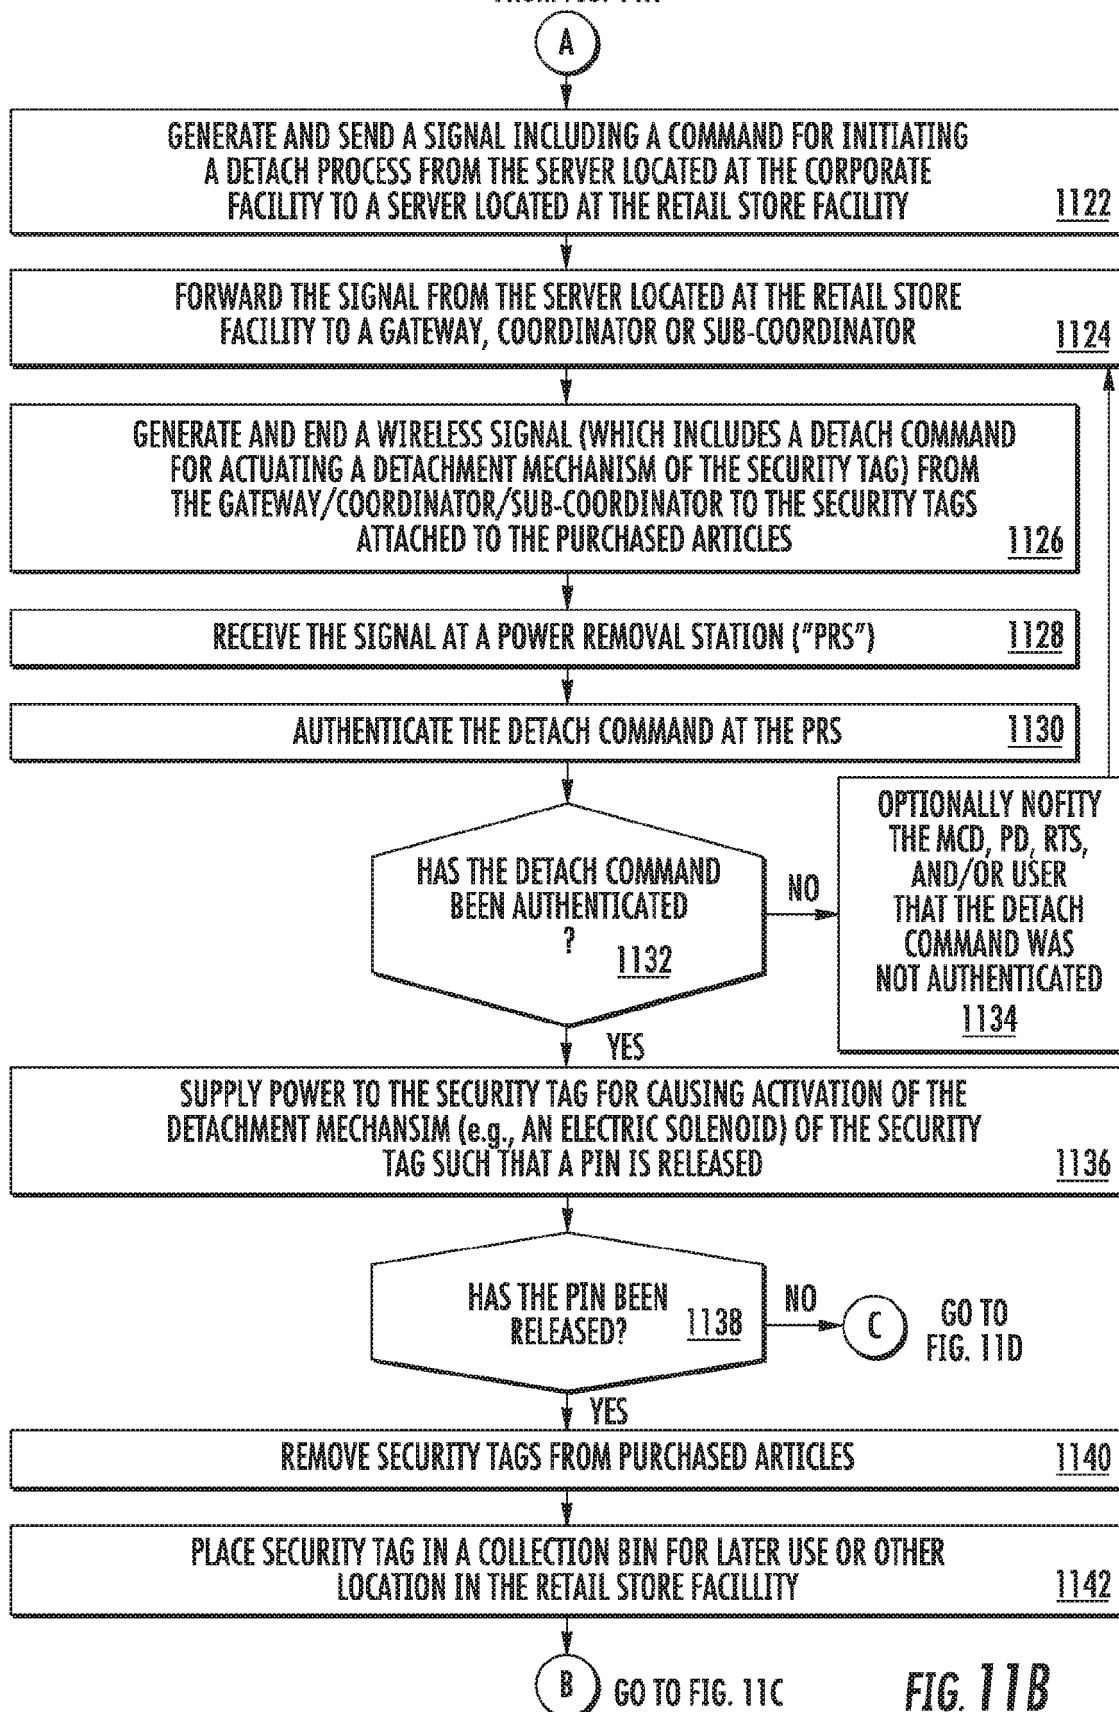 A
GENERATE AND SEND A SIGNAL INCLUDING A COMMAND FOR INITIATING
A DETACH PROCESS FROM THE SERVER LOCATED AT THE CORPORATE
FACILITY TO A SERVER LOCATED AT THE RETAIL STORE FACILITY
1122
FORWARD THE SIGNAL FROM THE SERVER LOCATED AT THE RETAIL STORE
FACILITY TO A GATEWAY, COORDINATOR OR SUB-COORDINATOR
1124
GENERATE AND END A WIRELESS SIGNAL (WHICH INCLUDES A DETACH COMMAND
FOR ACTUATING A DETACHMENT MECHANISM OF THE SECURITY TAG) FROM
THE GATEWAY/COORDINATOR/SUB-COORDINATOR TO THE SECURITY TAGS
ATTACHED TO THE PURCHASED ARTICLES
1126
RECEIVE THE SIGNAL AT A POWER REMOVAL STATION ("PRS")
1128
AUTHENTICATE THE DETACH COMMAND AT THE PRS
1130
HAS THE DETACH COMMAND
BEEN AUTHENTICATED
?
1132
NO
OPTIONALLY NOFITY
THE MCD, PD, RTS,
AND/OR USER
THAT THE DETACH
COMMAND WAS
NOT AUTHENTICATED
1134
YES
SUPPLY POWER TO THE SECURITY TAG FOR CAUSING ACTIVATION OF THE
DETACHMENT MECHANSIM (e.g., AN ELECTRIC SOLENOID) OF THE SECURITY
TAG SUCH THAT A PIN IS RELEASED
1136
HAS THE PIN BEEN
RELEASED?
1138
NO
C
GO TO
FIG. 11D
YES
REMOVE SECURITY TAGS FROM PURCHASED ARTICLES
1140
PLACE SECURITY TAG IN A COLLECTION BIN FOR LATER USE OR OTHER
LOCATION IN THE RETAIL STORE FACILLITY
1142
B
GO TO FIG. 11C
FIG. 11B